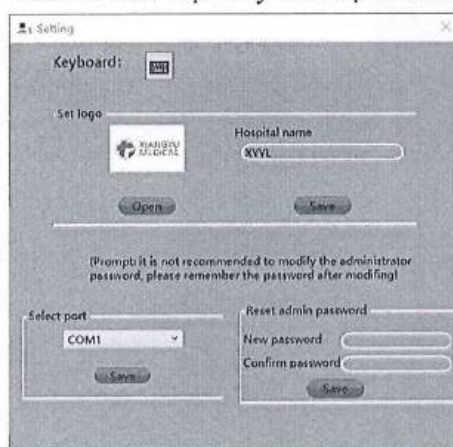 Setting
Keyboard:
Set logo
XIANGYU
MEDICAL
Hospital name
XYYL
Open
Save
(Prompt: it is not recommended to modify the administrator
password, please remember the password after modifing!
Select port
COM1
Save
Reset admin password
New password
Confirm password
Save